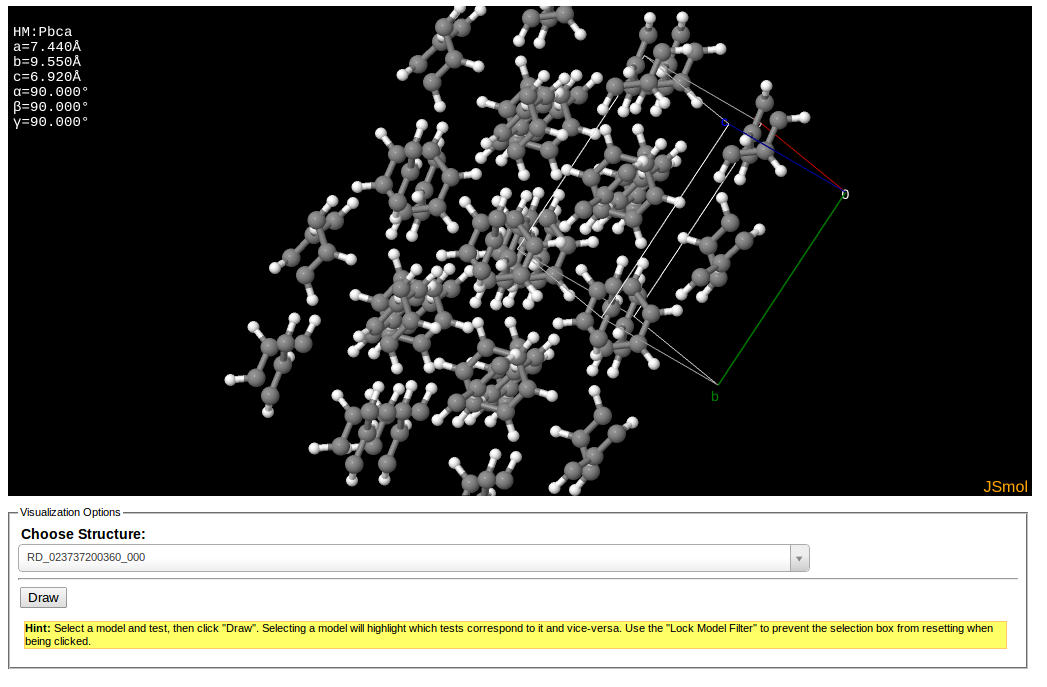 HM:Pbca
a=7.440Å
b=9.550Å
c=6.920Å
α=90.000°
β=90.000°
γ=90.000°
c
0
b
JSmol
Visualization Options
Choose Structure:
RD_023737200360_000
Draw
Hint: Select a model and test, then click "Draw". Selecting a model will highlight which tests correspond to it and vice-versa. Use the "Lock Model Filter" to prevent the selection box from resetting when
being clicked.